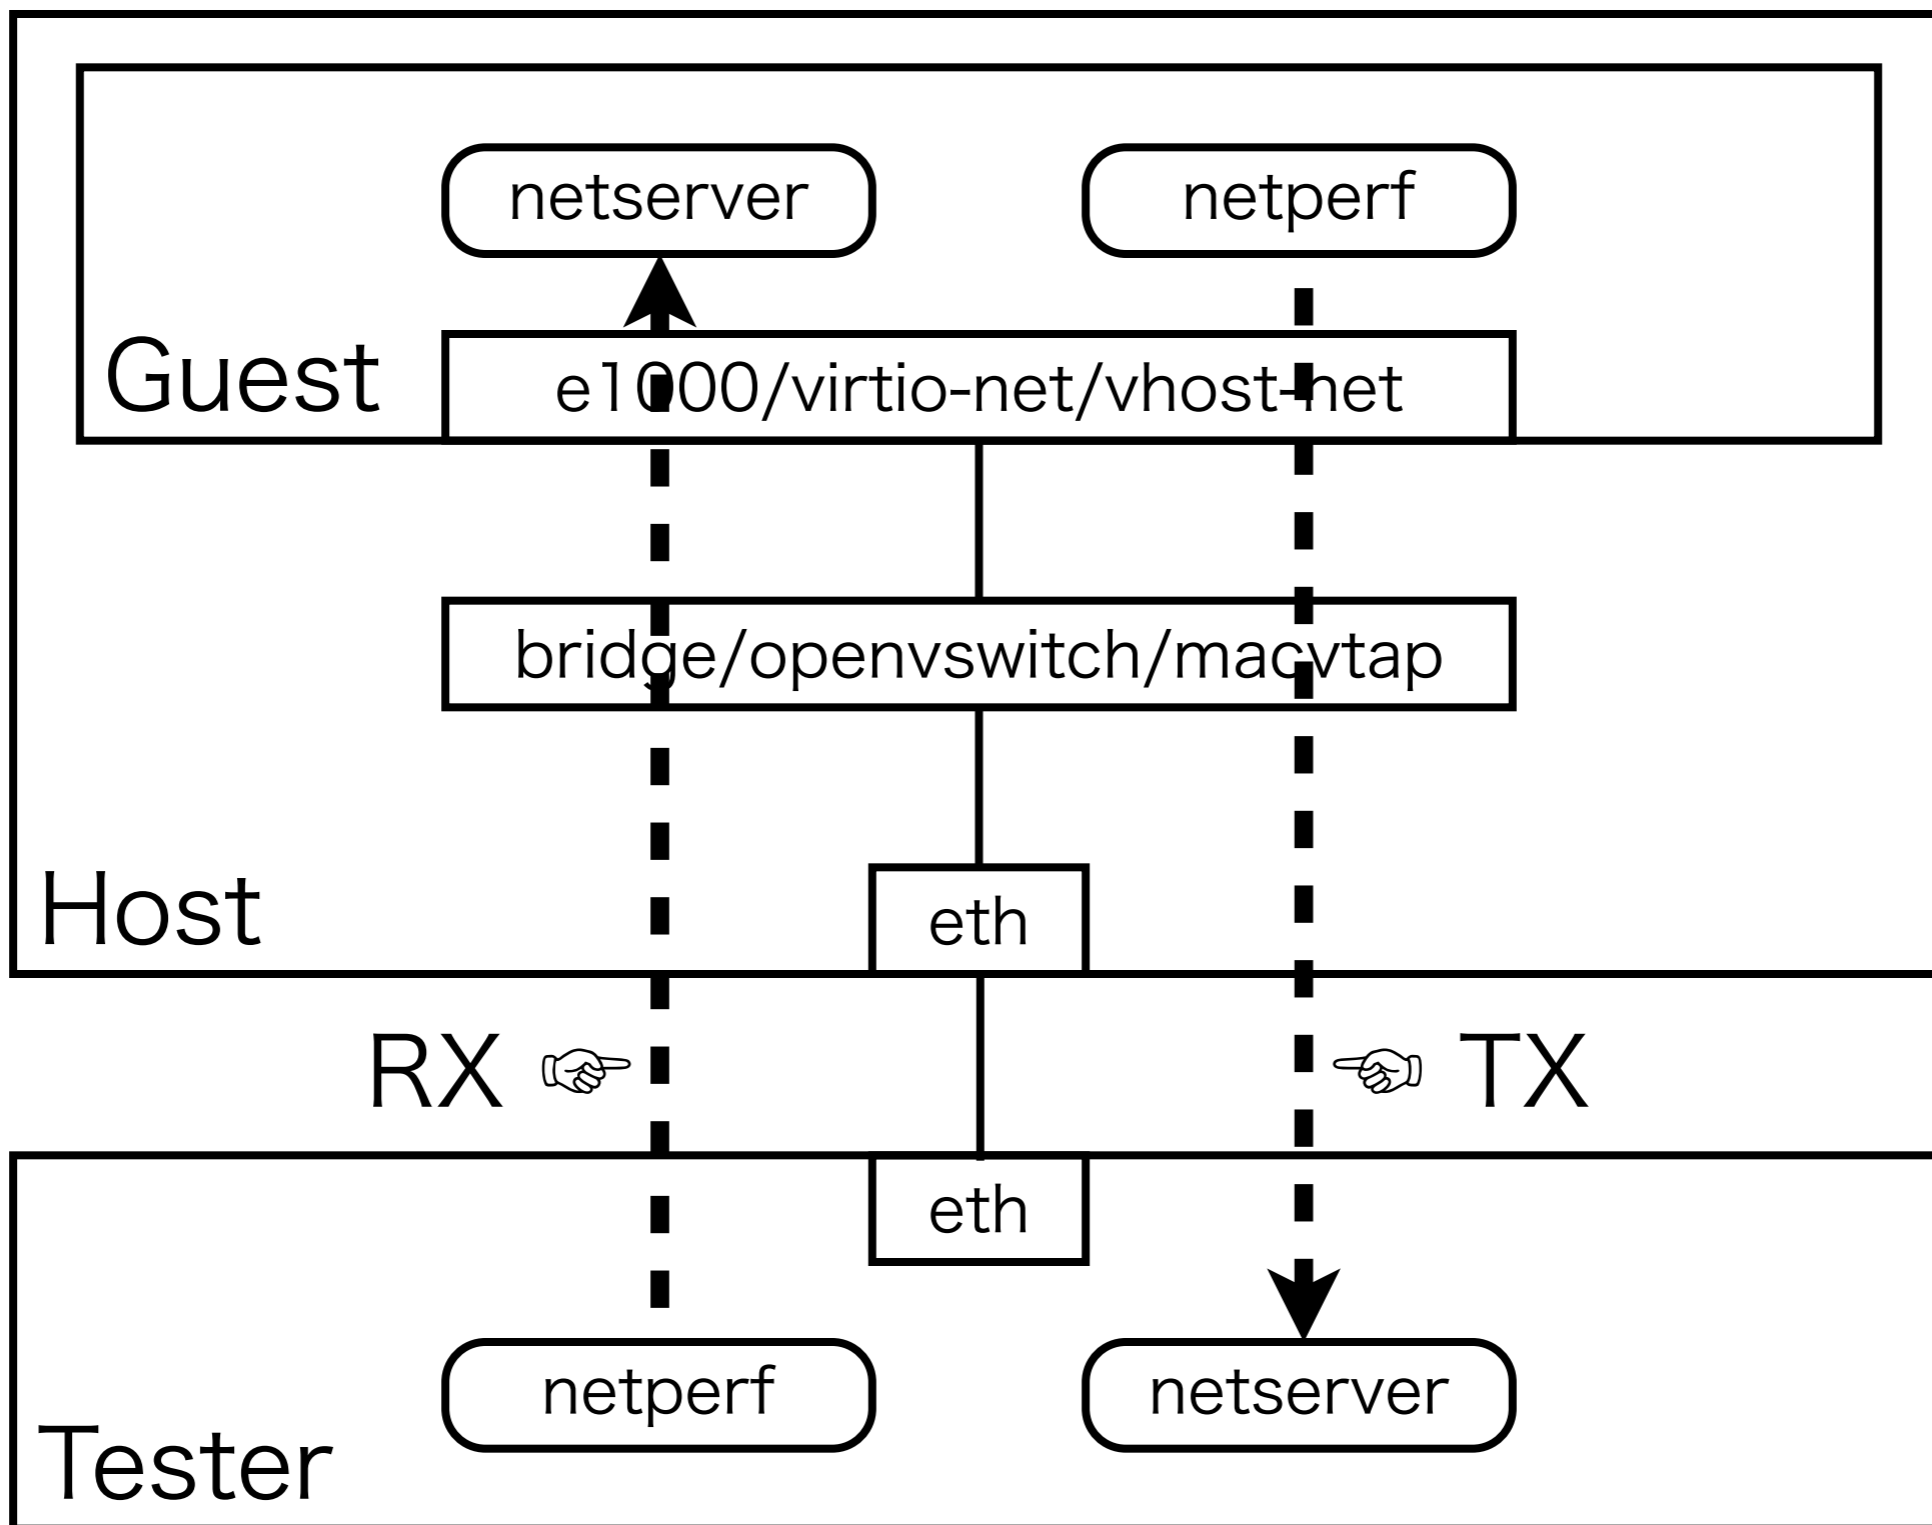 netserver
netperf
Guest
e1000/virtio-net/vhost-net
bridge/openvswitch/macvtap
Host
eth
RX ☞
☜ TX
eth
netperf
netserver
Tester